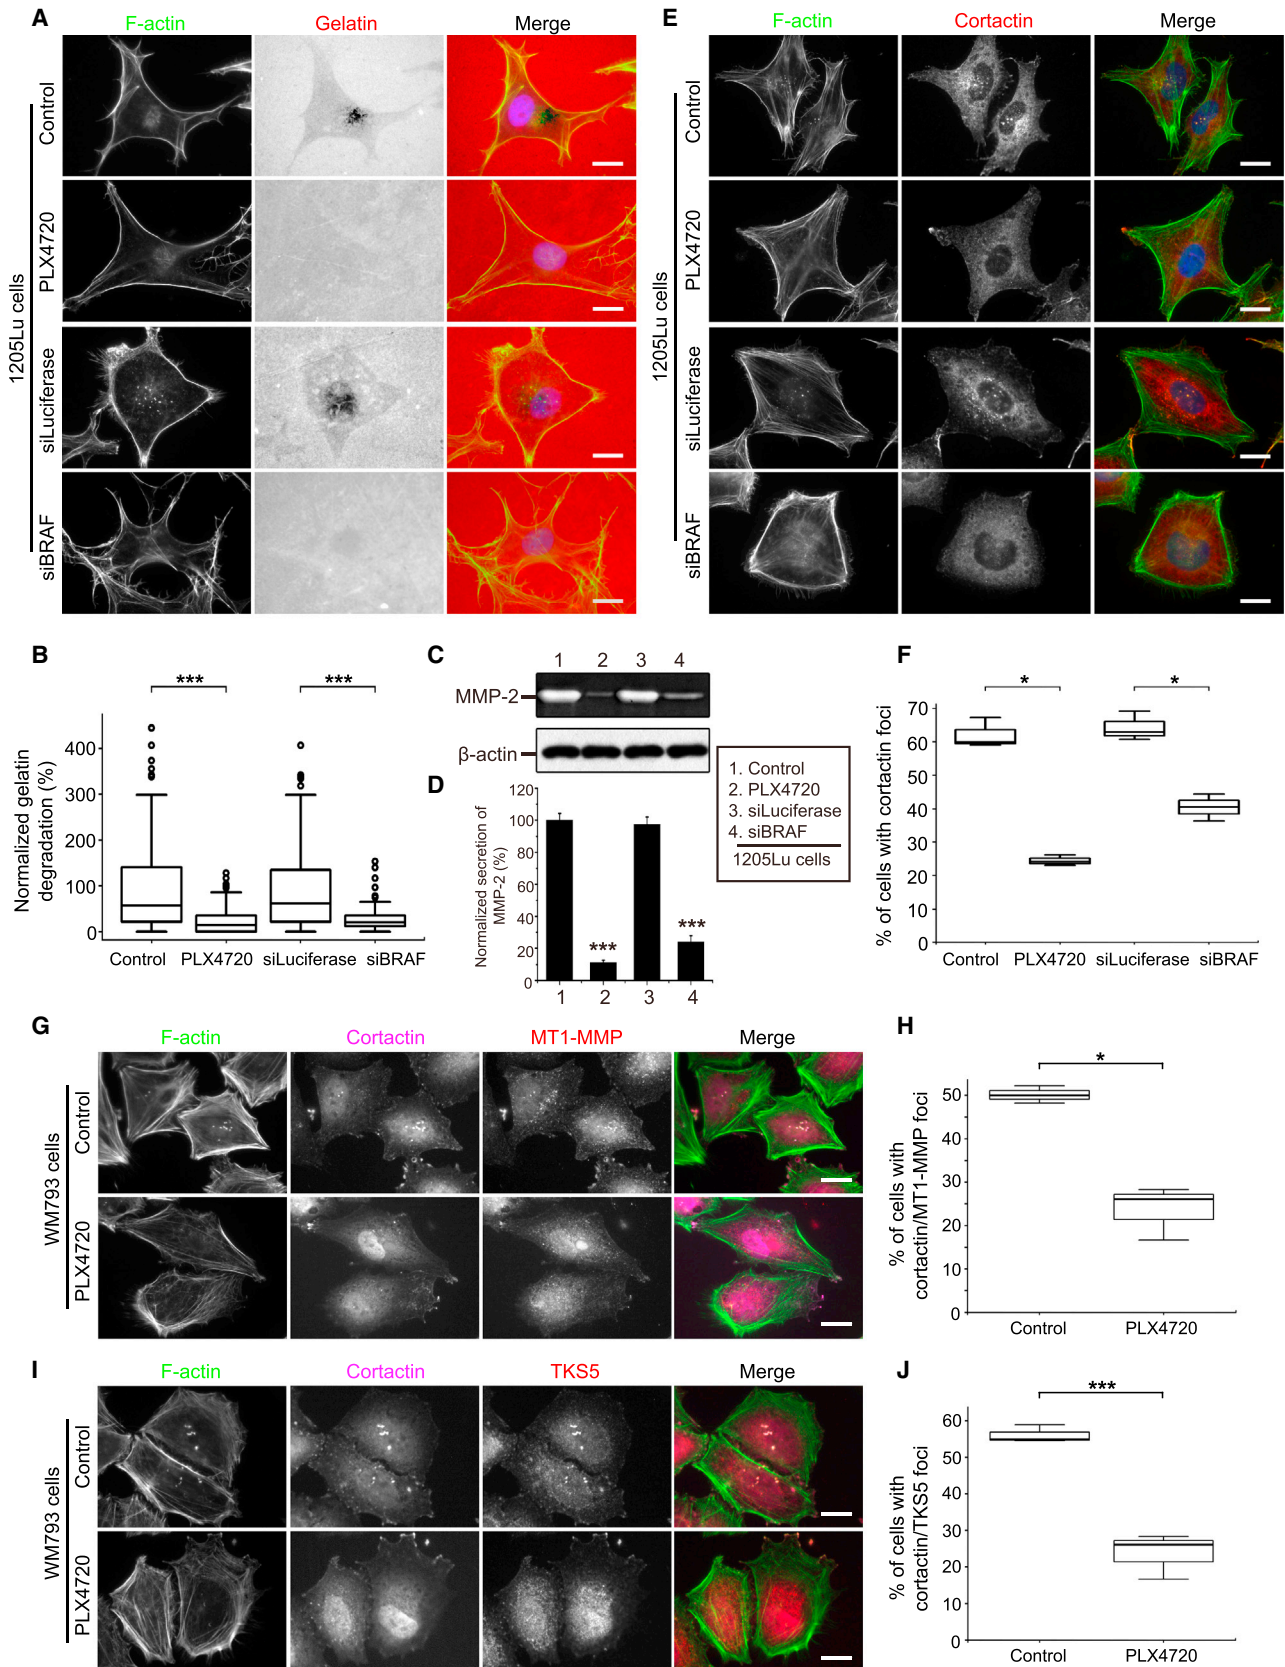 A
F-actin
Gelatin
Merge
1205Lu cells
Control
PLX4720
siLuciferase
siBRAF
E
F-actin
Cortactin
Merge
1205Lu cells
Control
PLX4720
siLuciferase
siBRAF
B
***
***
Normalized gelatin
degradation (%)
400
300
200
100
0
Control
PLX4720
siLuciferase
siBRAF
C
1 2 3 4
MMP-2
β-actin
D
Normalized secretion of
MMP-2 (%)
120
100
80
60
40
20
0
***
***
1 2 3 4
1. Control
2. PLX4720
3. siLuciferase
4. siBRAF
1205Lu cells
F
*
*
% of cells with cortactin foci
70
60
50
40
30
20
10
0
Control
PLX4720
siLuciferase
siBRAF
G
F-actin
Cortactin
MT1-MMP
Merge
WM793 cells
Control
PLX4720
H
*
% of cells with
cortactin/MT1-MMP foci
50
40
30
20
10
0
Control
PLX4720
I
F-actin
Cortactin
TKS5
Merge
WM793 cells
Control
PLX4720
J
***
% of cells with
cortactin/TKS5 foci
60
50
40
30
20
10
0
Control
PLX4720